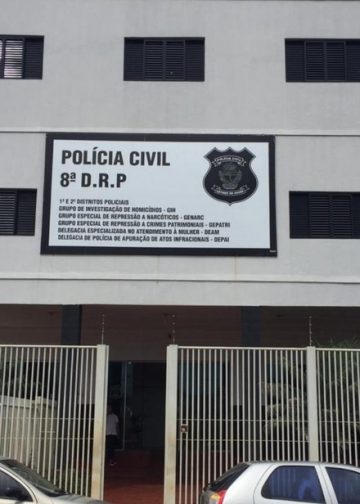 POLÍCIA CIVIL
8ª D.R.P
1º E 2º DISTRITOS POLICIAIS
GRUPO DE INVESTIGAÇÃO DE HOMICÍDIOS - GIH
GRUPO ESPECIAL DE REPRESSÃO A NARCÓTICOS - GENARC
GRUPO ESPECIAL DE REPRESSÃO A CRIMES PATRIMONIAIS - GEPATRI
DELEGACIA ESPECIALIZADA NO ATENDIMENTO À MULHER - DEAM
DELEGACIA DE POLÍCIA DE APURAÇÃO DE ATOS INFRACIONAIS - DEPAI
POLÍCIA CIVIL